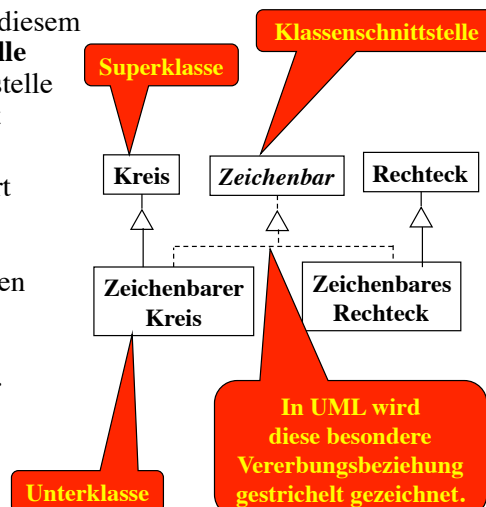 diesem
lle
stelle
rt
en
Superklasse
Klassenschnittstelle
Kreis
Zeichenbar
Rechteck
Zeichenbarer
Kreis
Zeichenbares
Rechteck
In UML wird
diese besondere
Vererbungsbeziehung
gestrichelt gezeichnet.
Unterklasse